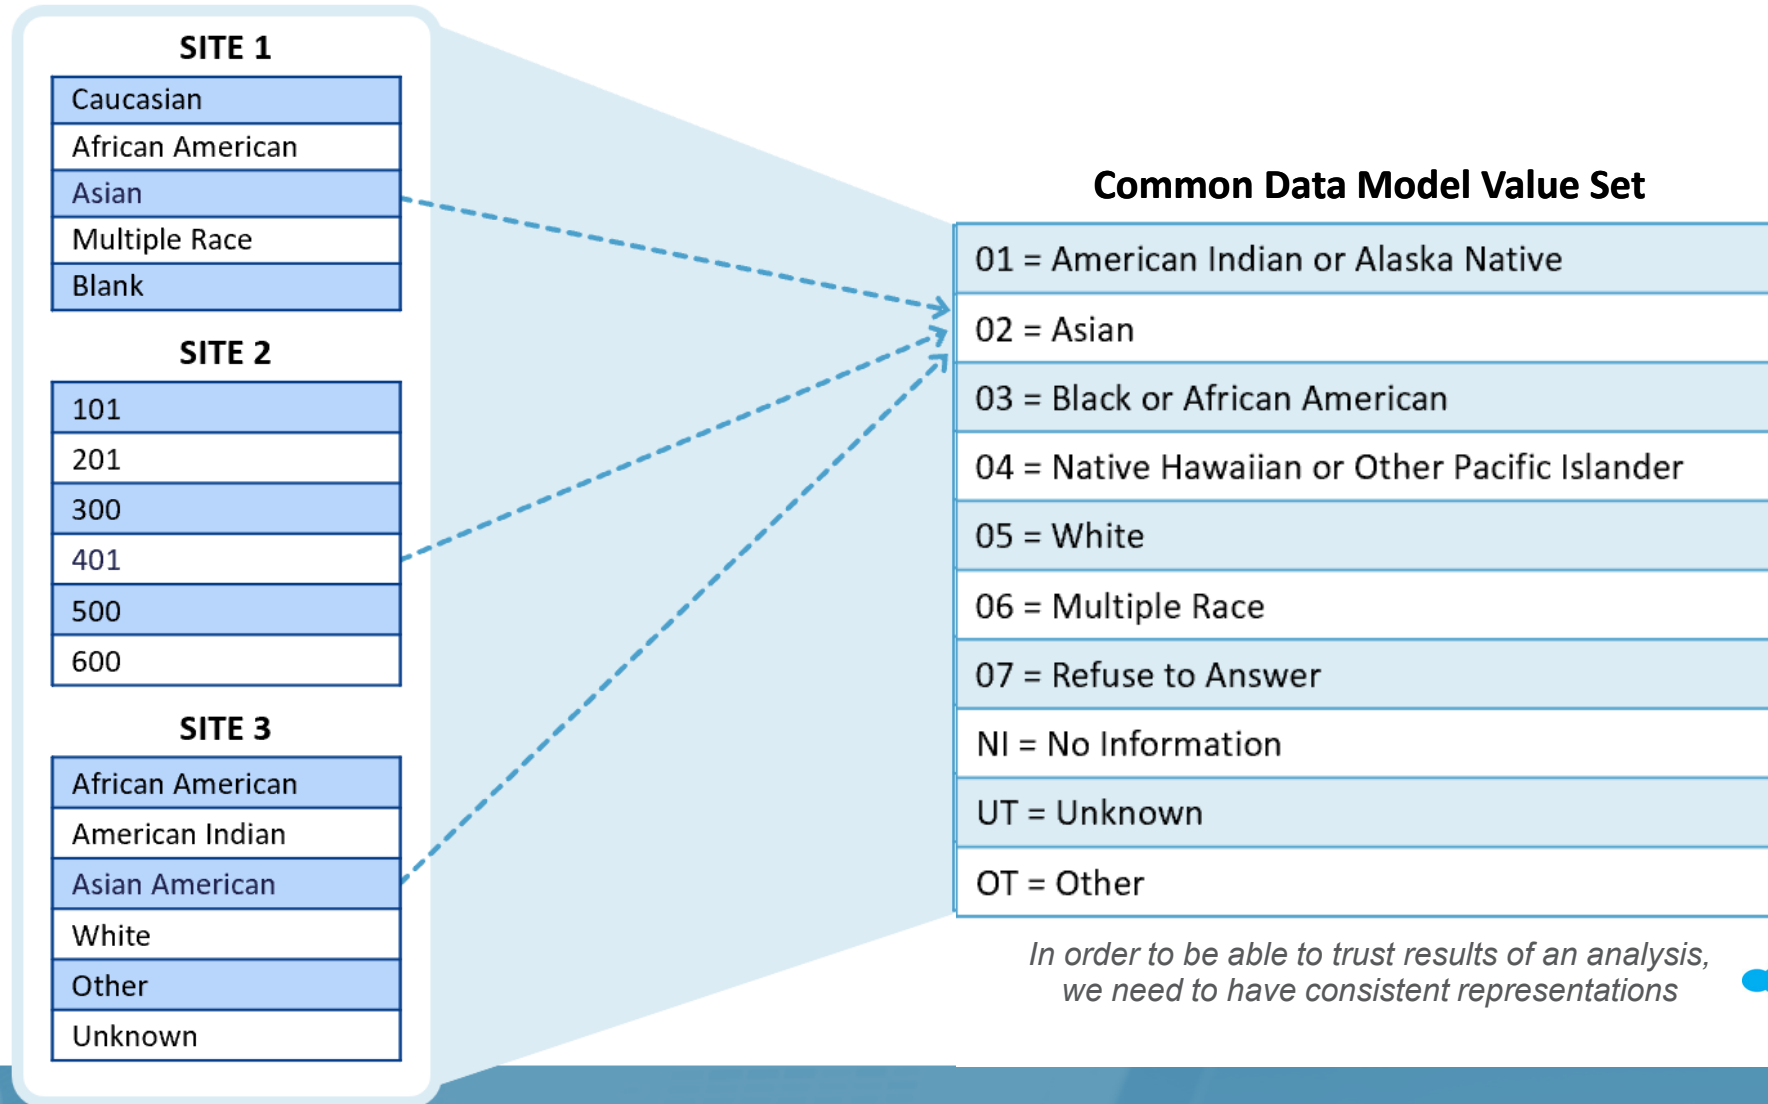 SITE 1
Caucasian
African American
Asian
Multiple Race
Blank
SITE 2
101
201
300
401
500
600
SITE 3
African American
American Indian
Asian American
White
Other
Unknown
Common Data Model Value Set
01 = American Indian or Alaska Native
02 = Asian
03 = Black or African American
04 = Native Hawaiian or Other Pacific Islander
05 = White
06 = Multiple Race
07 = Refuse to Answer
NI = No Information
UT = Unknown
OT = Other
In order to be able to trust results of an analysis,
we need to have consistent representations